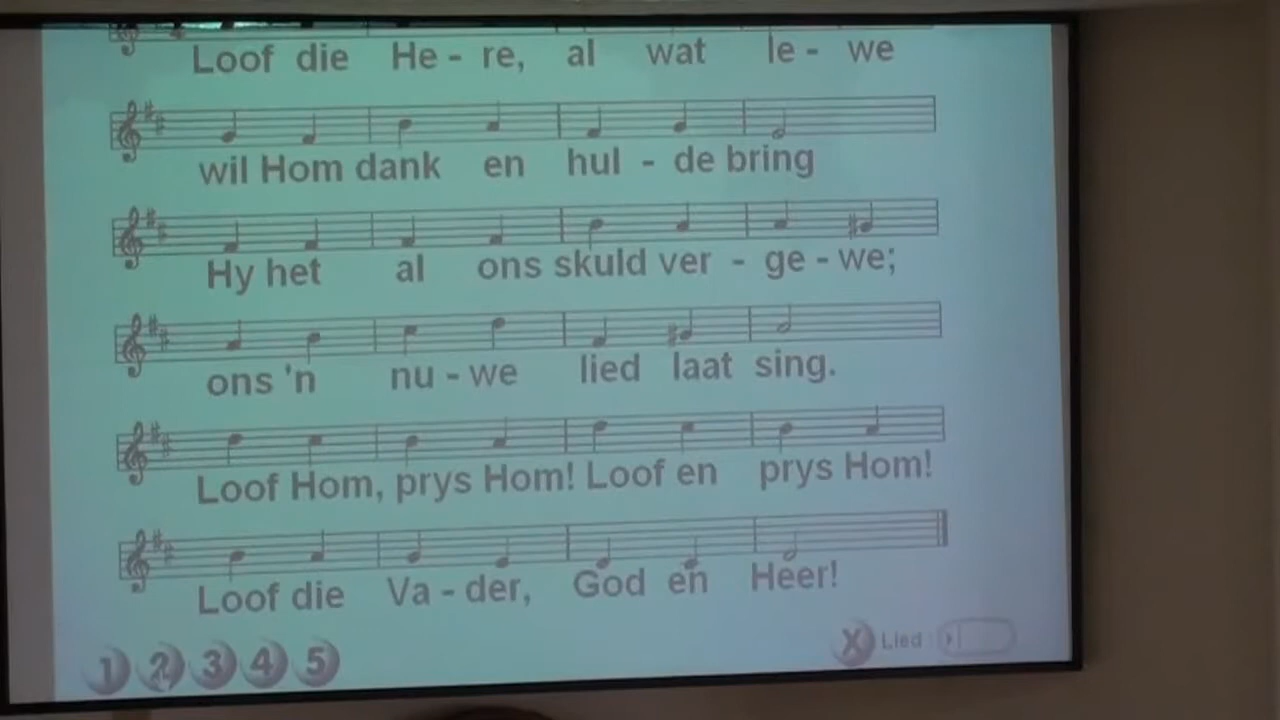 Loof die He - re, al wat le - we
wil Hom dank en hul - de bring
Hy het al ons skuld ver - ge - we;
ons 'n nu - we lied laat sing.
Loof Hom, prys Hom! Loof en prys Hom!
Loof die Va - der, God en Heer!
1 2 3 4 5 X Lied :